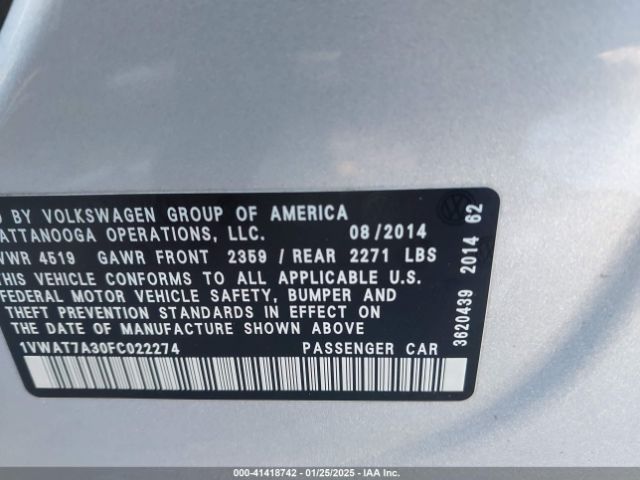 D BY VOLKSWAGEN GROUP OF AMERICA
ATTANOOGA OPERATIONS, LLC. 08/2014
VWR 4519 GAWR FRONT 2359 / REAR 2271 LBS
THIS VEHICLE CONFORMS TO ALL APPLICABLE U.S.
FEDERAL MOTOR VEHICLE SAFETY, BUMPER AND
THEFT PREVENTION STANDARDS IN EFFECT ON THE
DATE OF MANUFACTURE SHOWN ABOVE.
1VWAT7A30FC022274 PASSENGER CAR
3620439 2014 62
000-41418742 / 01/25/2025 - IAA Inc.